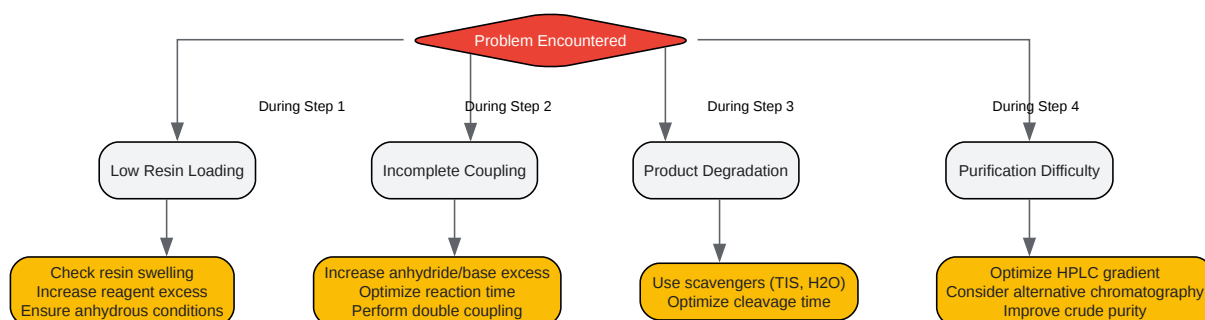 Problem Encountered
During Step 1
During Step 2
During Step 3
During Step 4
Low Resin Loading
Incomplete Coupling
Product Degradation
Purification Difficulty
Check resin swelling
Increase reagent excess
Ensure anhydrous conditions
Increase anhydride/base excess
Optimize reaction time
Perform double coupling
Use scavengers (TIS, H2O)
Optimize cleavage time
Optimize HPLC gradient
Consider alternative chromatography
Improve crude purity